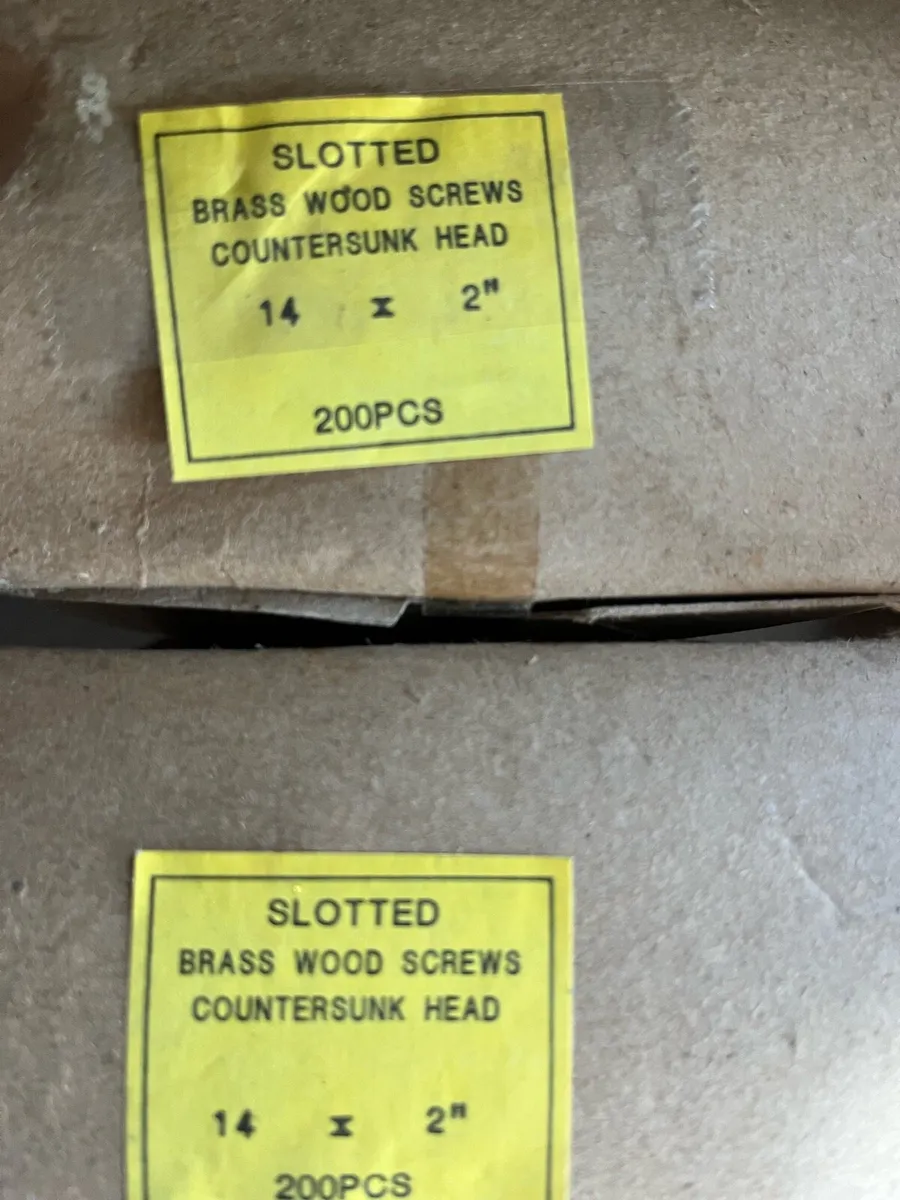 SLOTTED
BRASS WOOD SCREWS
COUNTERSUNK HEAD
14 x 2"
200PCS
SLOTTED
BRASS WOOD SCREWS
COUNTERSUNK HEAD
14 x 2"
200PCS